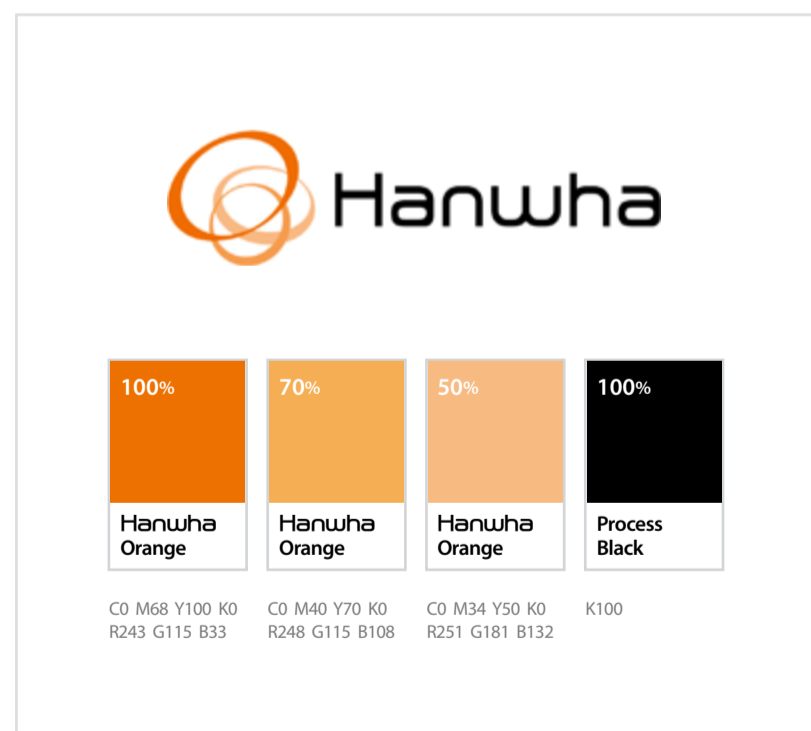 Hanwha
100%
70%
50%
100%
Hanwha
Orange
Hanwha
Orange
Hanwha
Orange
Process
Black
C0 M68 Y100 K0
R243 G115 B33
C0 M40 Y70 K0
R248 G115 B108
C0 M34 Y50 K0
R251 G181 B132
K100